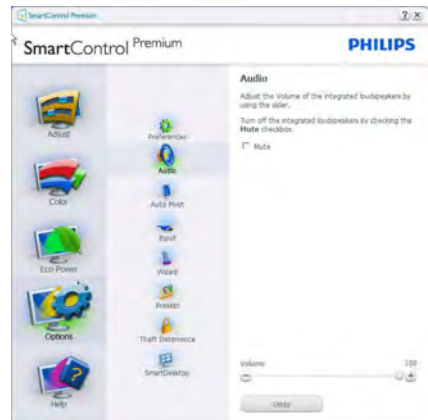 SmartControl Premium
SmartControl Premium
PHILIPS
Adjust
Color
Eco Power
Options
Help
Preferences
Audio
Auto Pivot
Input
Wizard
Presets
Theft Deterrence
SmartDesktop
Audio
Adjust the Volume of the integrated loudspeakers by
using the slider.
Turn off the integrated loudspeakers by checking the
Mute checkbox.
Mute
Volume
100
Undo